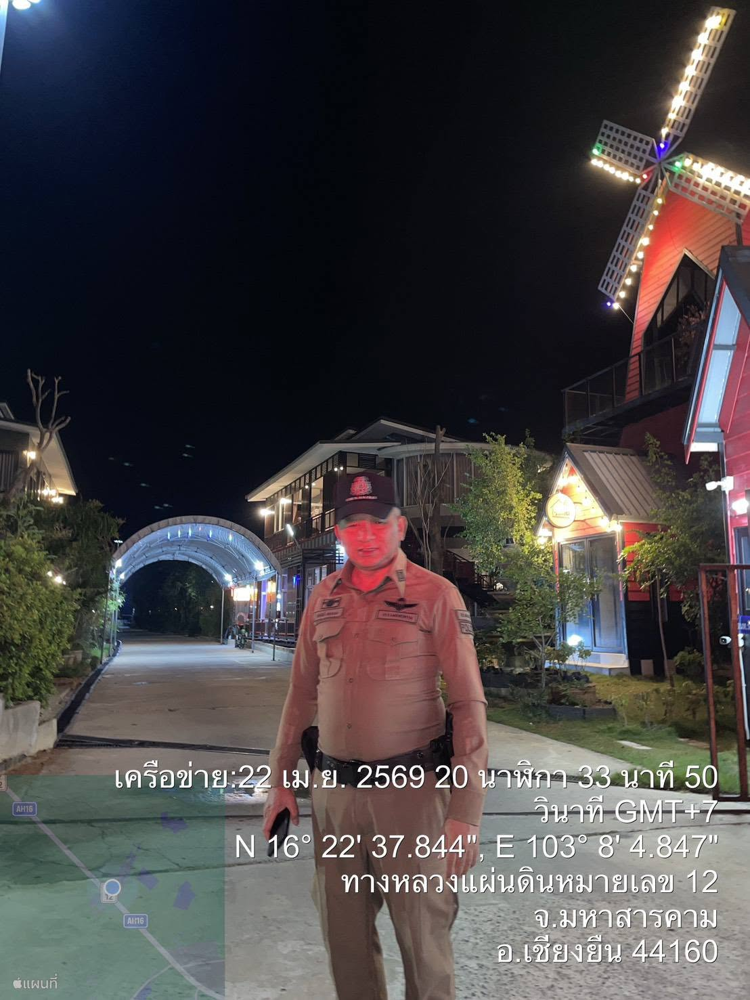 เครือข่าย:22 เม.ย. 2569 20 นาฬิกา 33 นาที 50
วินาที GMT+7
N 16° 22' 37.844", E 103° 8' 4.847"
ทางหลวงแผ่นดินหมายเลข 12
จ.มหาสารคาม
อ.เชียงยืน 44160
AH16
12
AH16
แผนที่